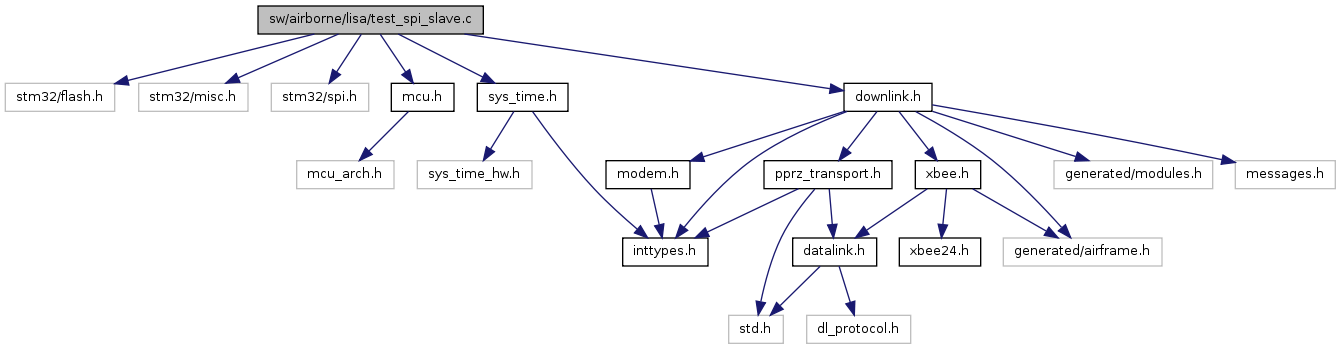 sw/airborne/lisa/test_spi_slave.c
stm32/flash.h
stm32/misc.h
stm32/spi.h
mcu.h
sys_time.h
downlink.h
mcu_arch.h
sys_time_hw.h
modem.h
pprz_transport.h
xbee.h
generated/modules.h
messages.h
inttypes.h
datalink.h
xbee24.h
generated/airframe.h
std.h
dl_protocol.h